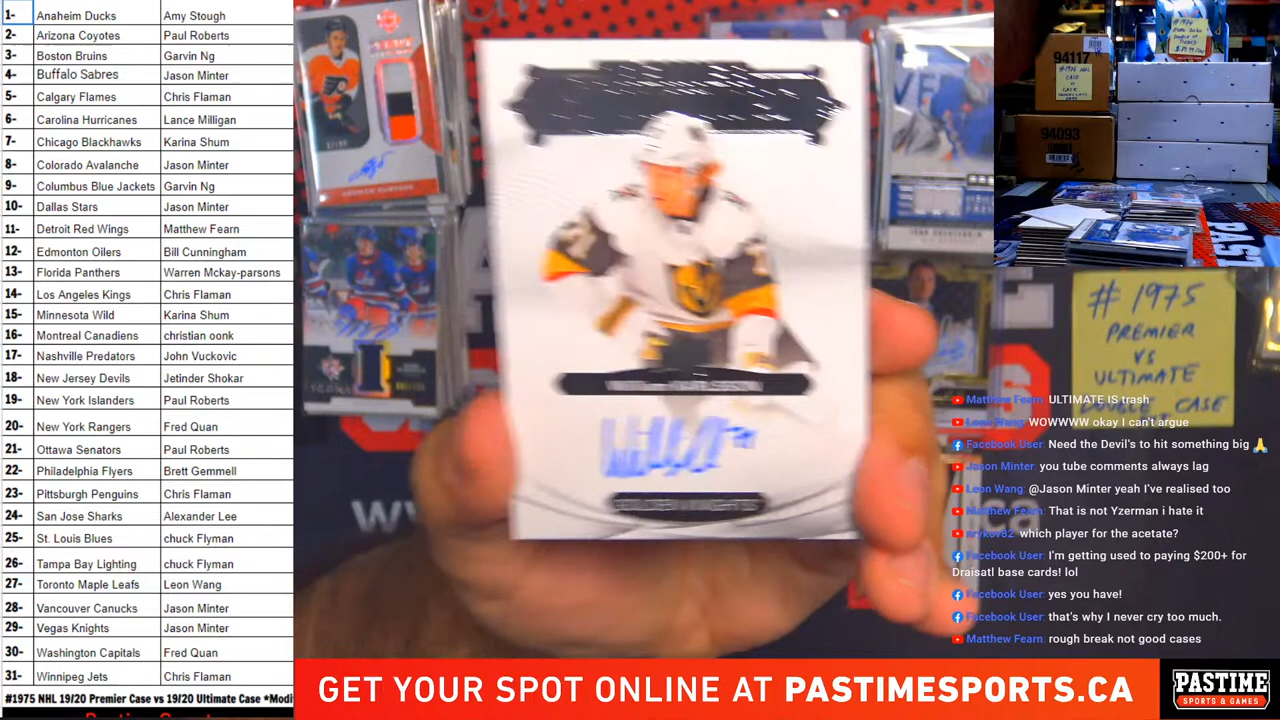 1- Anaheim Ducks Amy Stough
2- Arizona Coyotes Paul Roberts
3- Boston Bruins Garvin Ng
4- Buffalo Sabres Jason Minter
5- Calgary Flames Chris Flaman
6- Carolina Hurricanes Lance Milligan
7- Chicago Blackhawks Karina Shum
8- Colorado Avalanche Jason Minter
9- Columbus Blue Jackets Garvin Ng
10- Dallas Stars Jason Minter
11- Detroit Red Wings Matthew Fearn
12- Edmonton Oilers Bill Cunningham
13- Florida Panthers Warren Mckay-parsons
14- Los Angeles Kings Chris Flaman
15- Minnesota Wild Karina Shum
16- Montreal Canadiens christian oonk
17- Nashville Predators John Vuckovic
18- New Jersey Devils Jetinder Shokar
19- New York Islanders Paul Roberts
20- New York Rangers Fred Quan
21- Ottawa Senators Paul Roberts
22- Philadelphia Flyers Brett Gemmell
23- Pittsburgh Penguins Chris Flaman
24- San Jose Sharks Alexander Lee
25- St. Louis Blues chuck Flyman
26- Tampa Bay Lighting chuck Flyman
27- Toronto Maple Leafs Leon Wang
28- Vancouver Canucks Jason Minter
29- Vegas Knights Jason Minter
30- Washington Capitals Fred Quan
31- Winnipeg Jets Chris Flaman
#1975 NHL 19/20 Premier Case vs 19/20 Ultimate Case *Modi
94117
94093
PAST
# 1975
PREMIER
VS
ULTIMATE
CASE
Matthew Fearn: ULTIMATE IS trash
Leon Wang: WOWWWW okay I can't argue
Facebook User: Need the Devil's to hit something big 🙏
Jason Minter: you tube comments always lag
Leon Wang: @Jason Minter yeah I've realised too
Matthew Fearn: That is not Yzerman i hate it
which player for the acetate?
Facebook User: I'm getting used to paying $200+ for
Draisatl base cards! lol
Facebook User: yes you have!
Facebook User: that's why I never cry too much.
Matthew Fearn: rough break not good cases
GET YOUR SPOT ONLINE AT PASTIMESPORTS.CA
PASTIME
SPORTS & GAMES